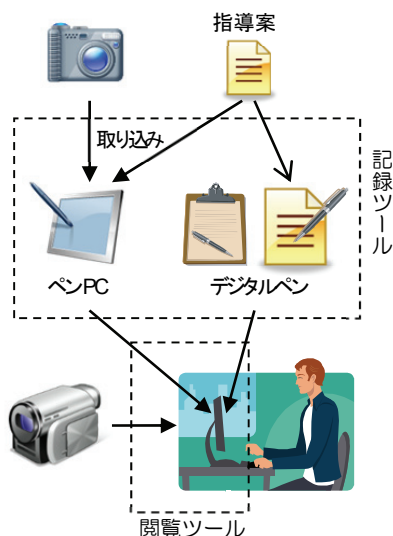 指導案
取り込み
記録ツール
ペンPC
デジタルペン
閲覧ツール